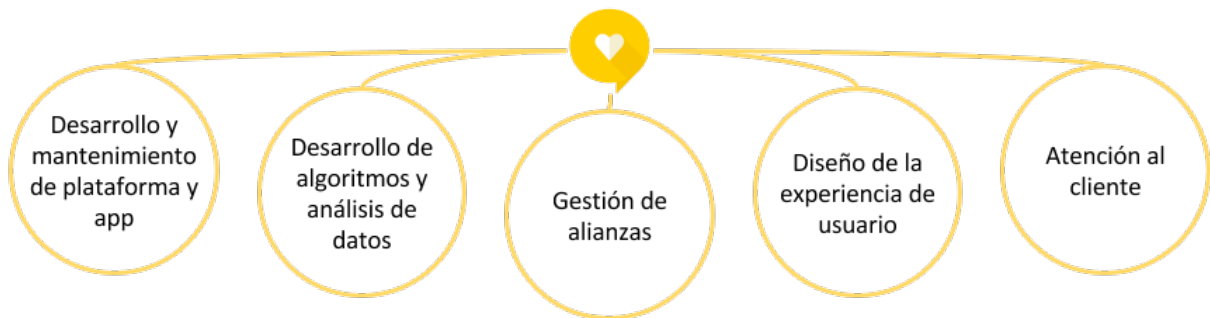 Desarrollo y
mantenimiento
de plataforma y
app
Desarrollo de
algoritmos y
análisis de
datos
Gestión de
alianzas
Diseño de la
experiencia de
usuario
Atención al
cliente